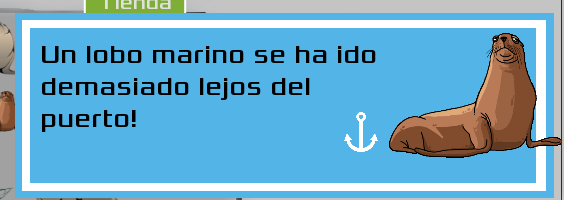 Tienda
Un lobo marino se ha ido
demasiado lejos del
puerto!